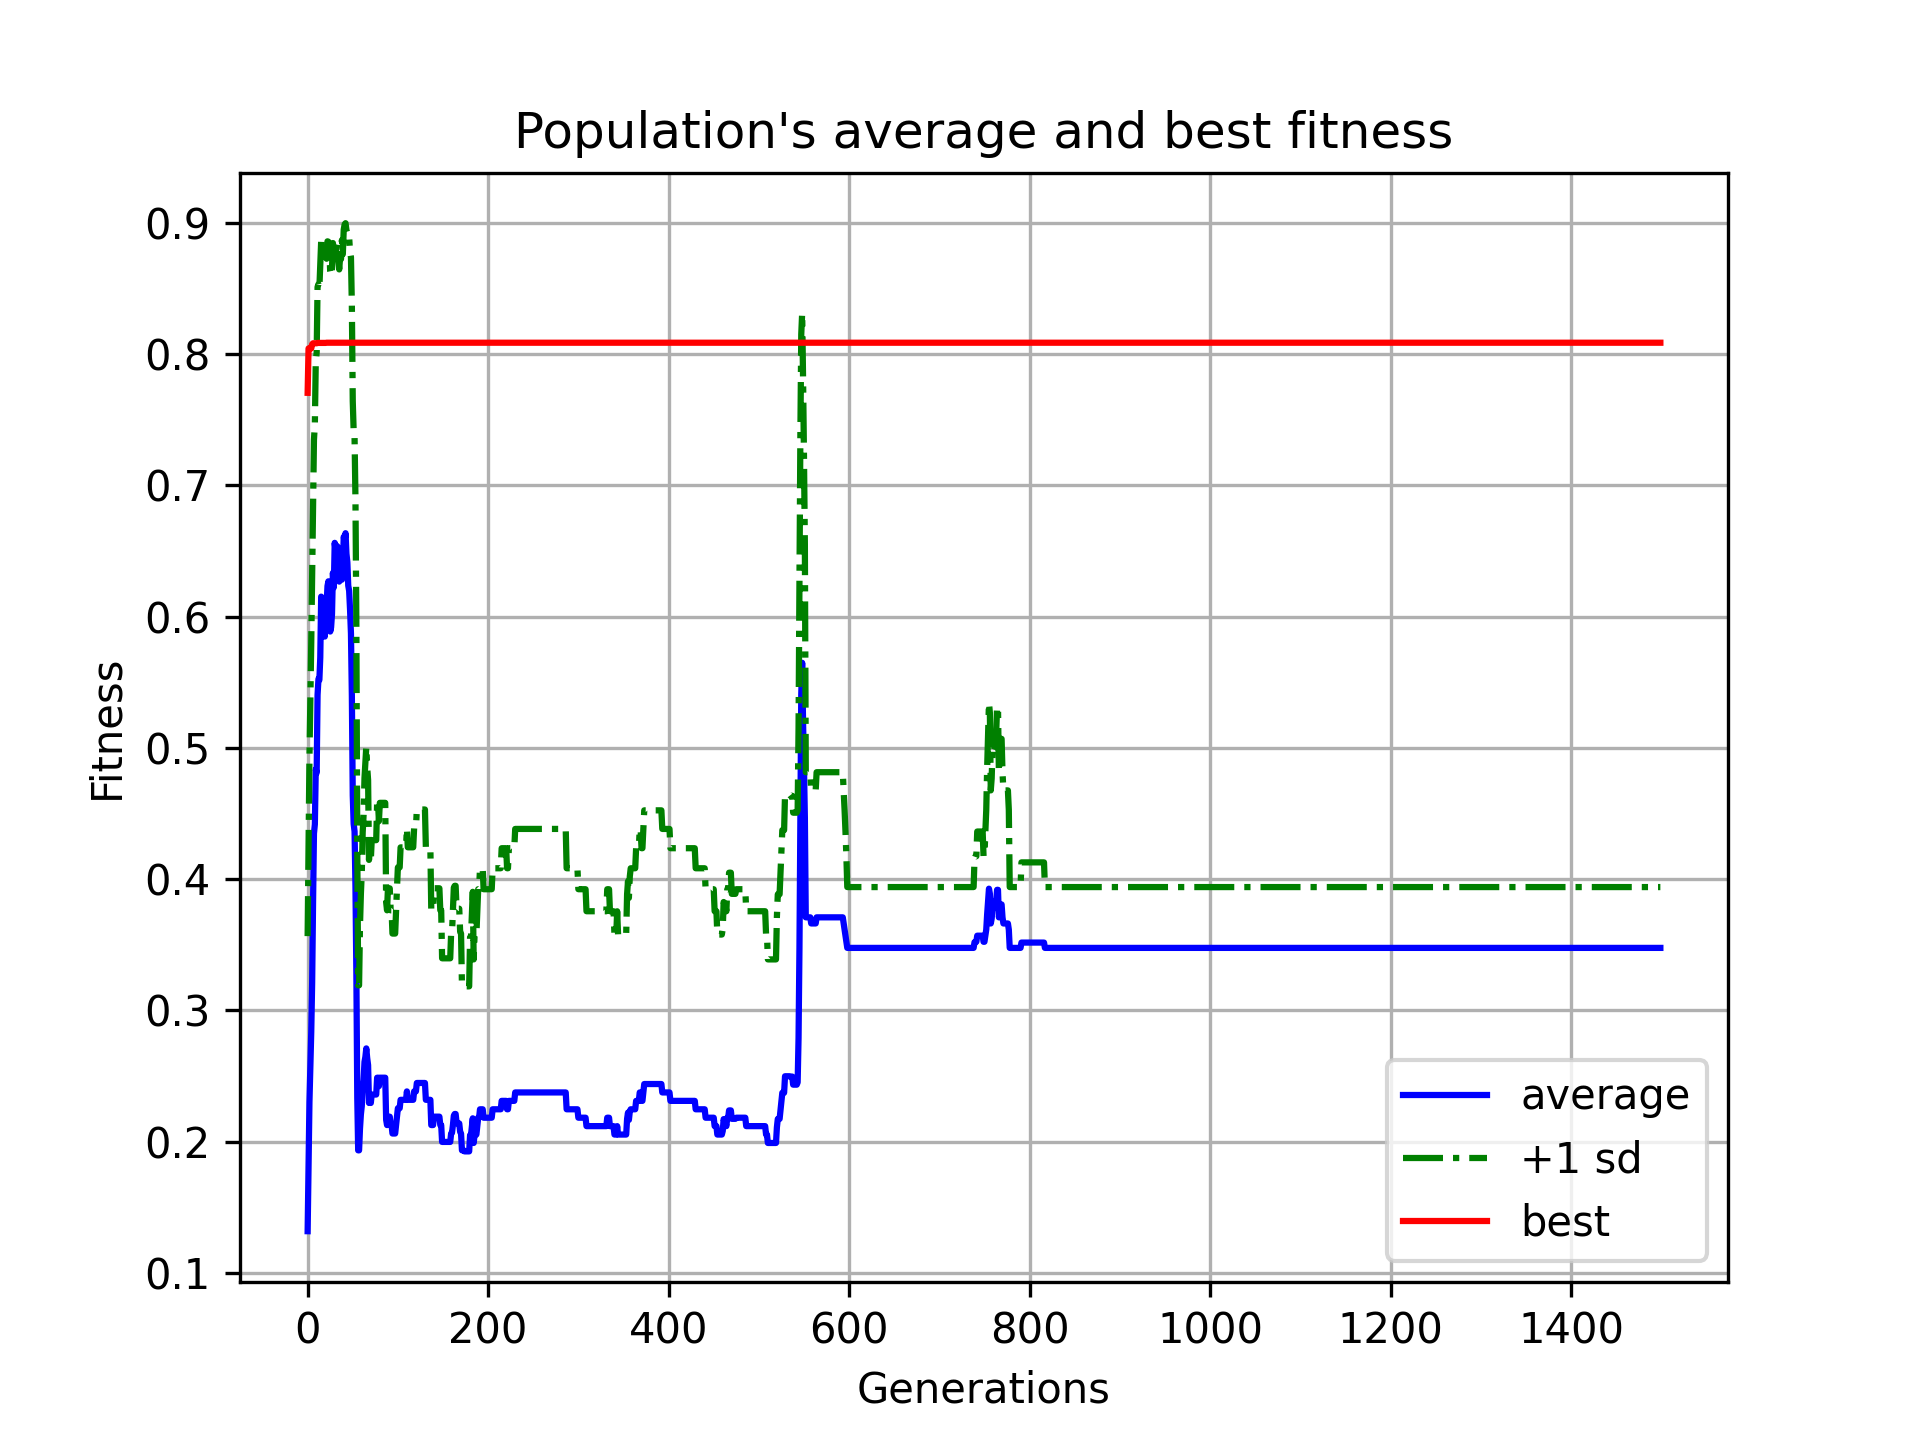 Population's average and best fitness
0.9
0.8
0.7
0.6
0.5
0.4
0.3
0.2
0.1
Fitness
average
+1 sd
best
0 200 400 600 800 1000 1200 1400
Generations